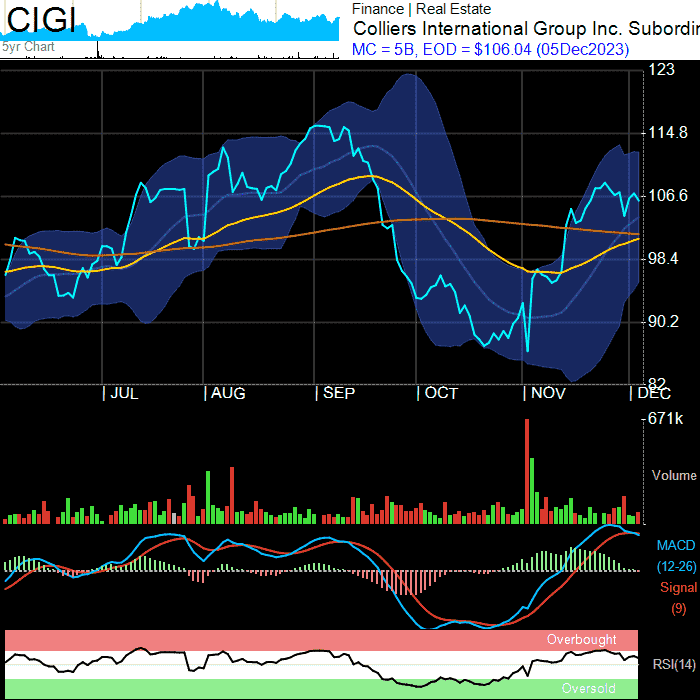 CIGI
5yr Chart
Finance | Real Estate
Colliers International Group Inc. Subordin
MC = 5B, EOD = $106.04 (05Dec2023)
123
114.8
106.6
98.4
90.2
82
| JUL | AUG | SEP | OCT | NOV | DEC
671k
Volume
MACD
(12-26)
Signal
(9)
Overbought
RSI(14)
Oversold